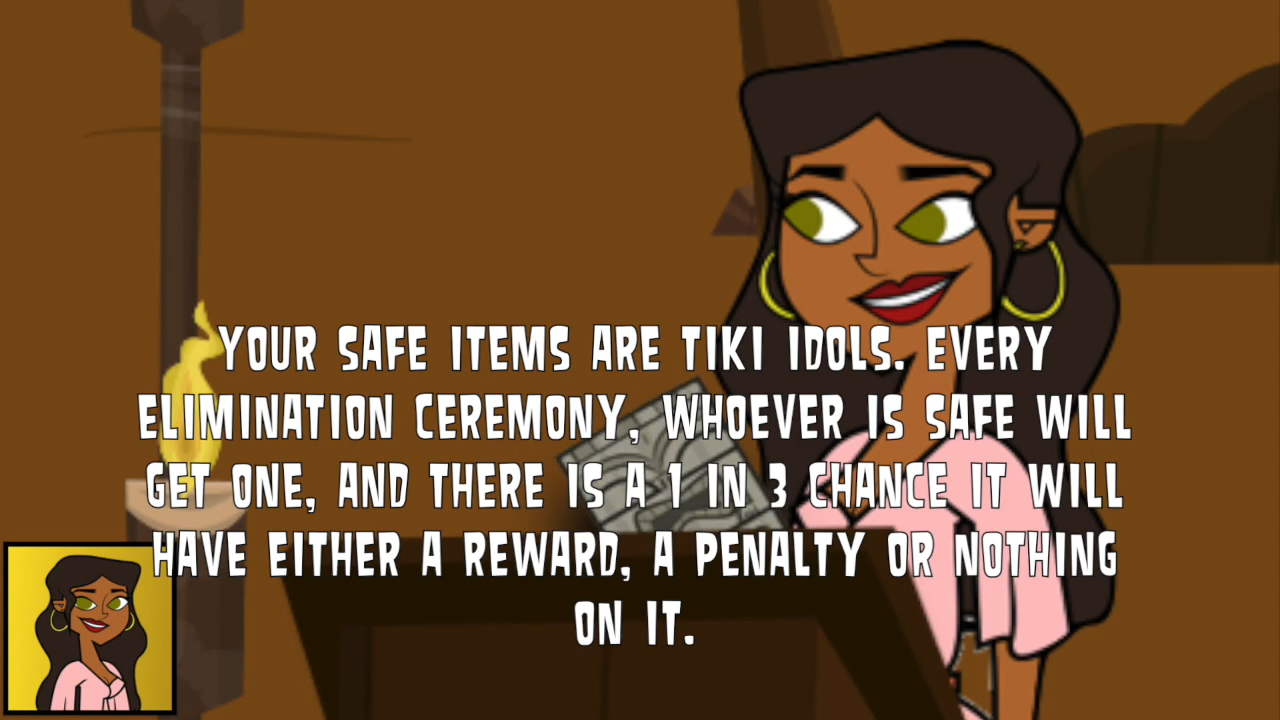 YOUR SAFE ITEMS ARE TIKI IDOLS. EVERY
ELIMINATION CEREMONY, WHOEVER IS SAFE WILL
GET ONE, AND THERE IS A 1 IN 3 CHANCE IT WILL
HAVE EITHER A REWARD, A PENALTY OR NOTHING
ON IT.